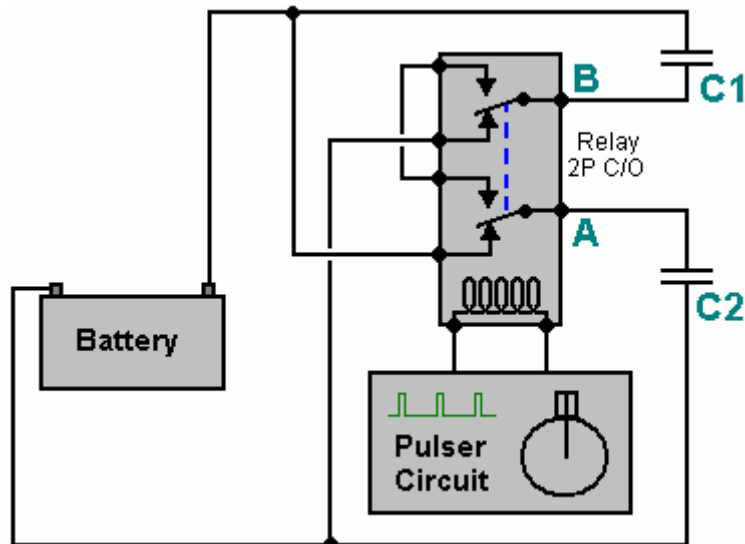 B
C1
Relay
2P C/O
A
C2
Battery
Pulser
Circuit